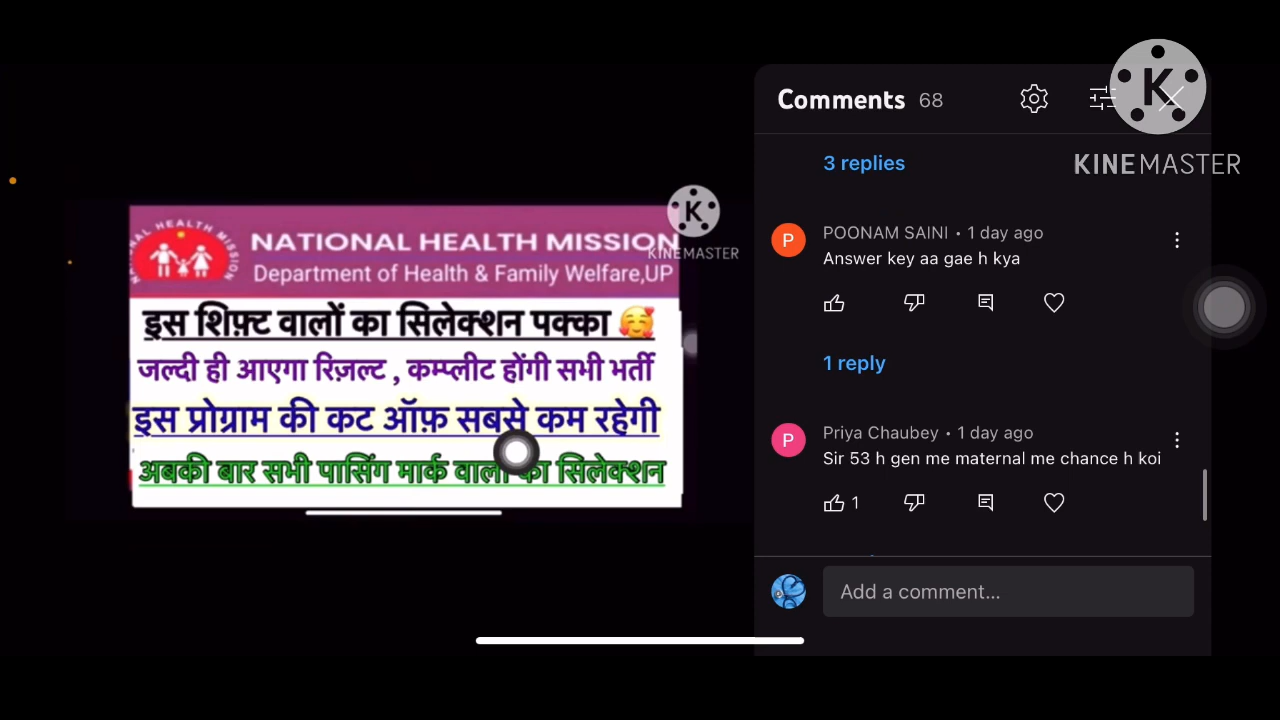 Comments 68
K
KINEMASTER
3 replies
POONAM SAINI • 1 day ago
Answer key aa gae h kya
1 reply
P
Priya Chaubey • 1 day ago
Sir 53 h gen me maternal me chance h koi
P
1
Add a comment...
NATIONAL HEALTH MISSION
NATIONAL HEALTH MISSION
Department of Health & Family Welfare,UP
K
KINEMASTER
इस शिफ़्ट वालों का सिलेक्शन पक्का 🥰
जल्दी ही आएगा रिज़ल्ट , कम्प्लीट होंगी सभी भर्ती
इस प्रोग्राम की कट ऑफ़ सबसे कम रहेगी
अबकी बार सभी पासिंग मार्क वालों का सिलेक्शन